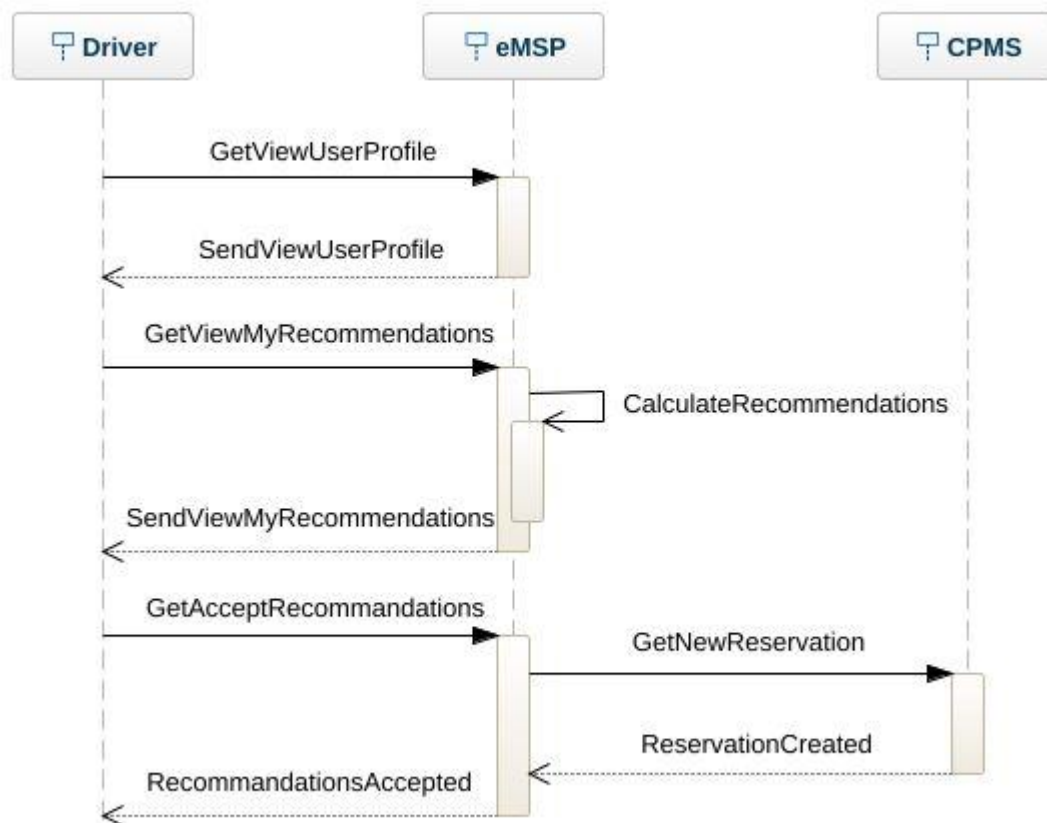 Driver
eMSP
CPMS
GetViewUserProfile
SendViewUserProfile
GetViewMyRecommendations
CalculateRecommendations
SendViewMyRecommendations
GetAcceptRecommandations
GetNewReservation
ReservationCreated
RecommandationsAccepted